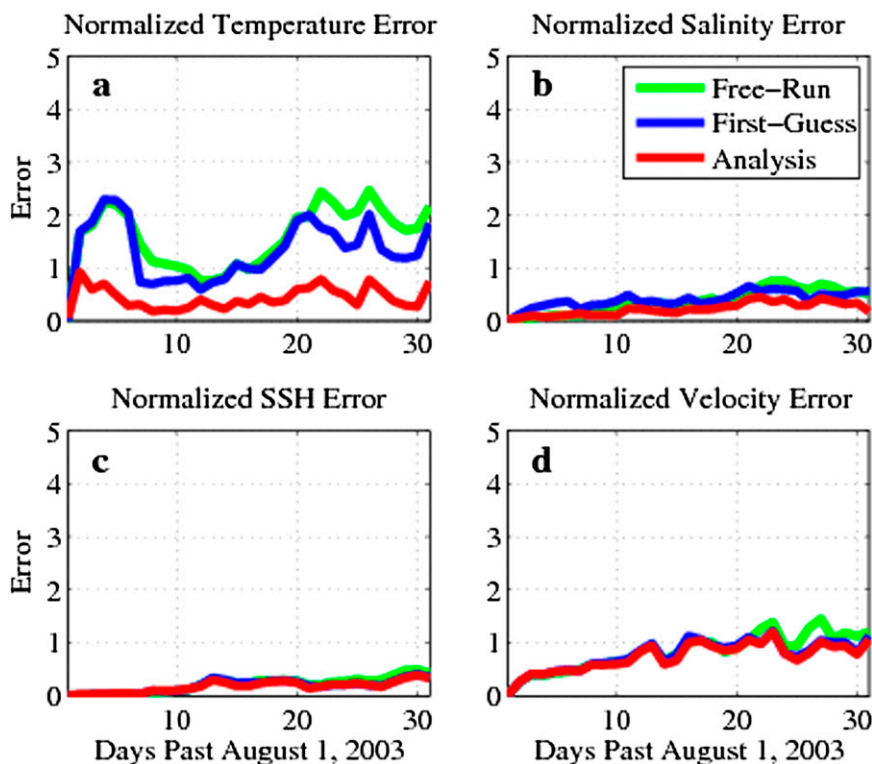 Normalized Temperature Error
Normalized Salinity Error
5
4
3
2
1
0
Error
a
10
20
30
5
4
3
2
1
0
b
Free-Run
First-Guess
Analysis
10
20
30
Normalized SSH Error
Normalized Velocity Error
5
4
3
2
1
0
Error
c
10
20
30
Days Past August 1, 2003
5
4
3
2
1
0
d
10
20
30
Days Past August 1, 2003